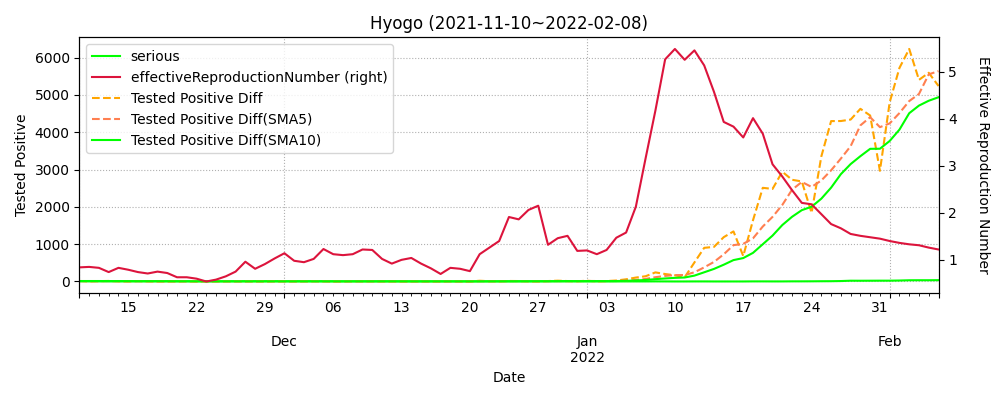 Hyogo (2021-11-10~2022-02-08)
serious
effectiveReproductionNumber (right)
Tested Positive Diff
Tested Positive Diff(SMA5)
Tested Positive Diff(SMA10)
Tested Positive
6000
5000
4000
3000
2000
1000
0
Effective Reproduction Number
5
4
3
2
1
15 22 29 06 13 20 27 03 10 17 24 31
Dec Jan Feb
2022
Date